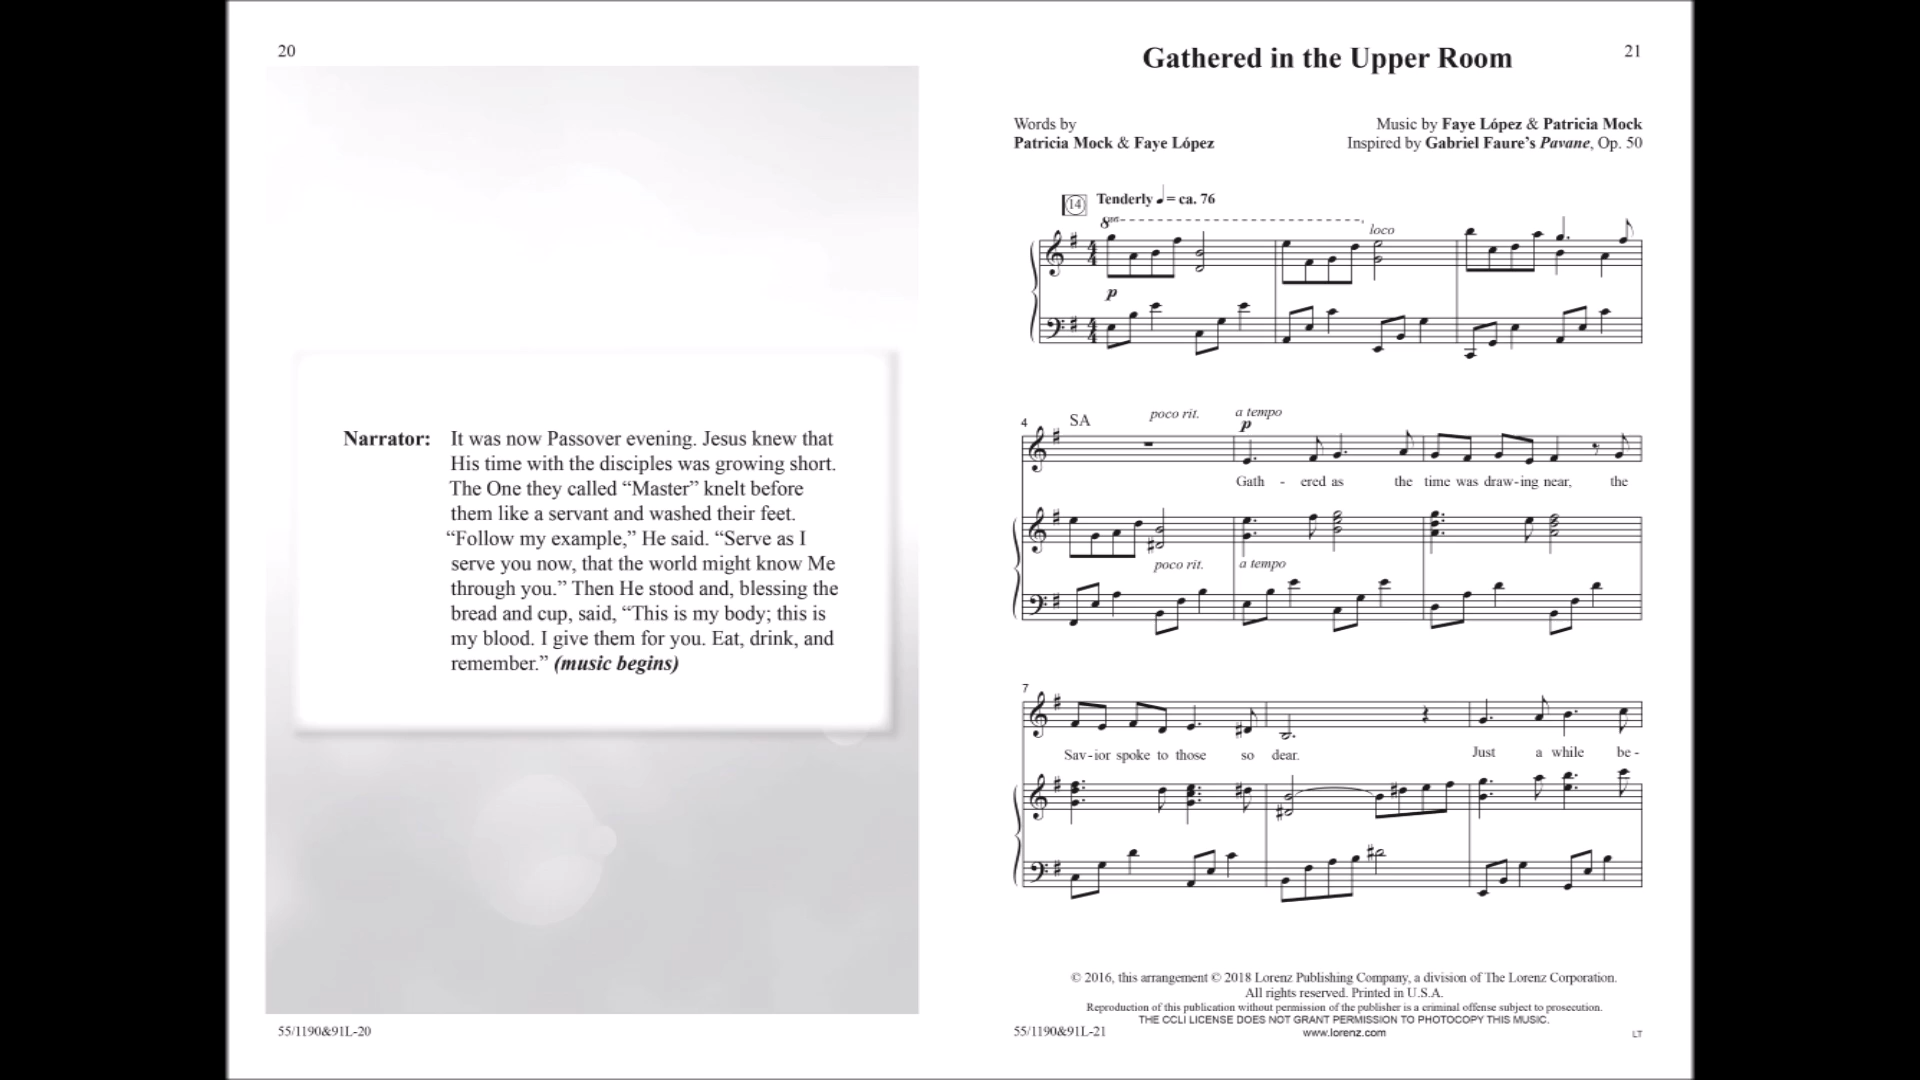 20
Narrator: It was now Passover evening. Jesus knew that
His time with the disciples was growing short.
The One they called “Master” knelt before
them like a servant and washed their feet.
“Follow my example,” He said. “Serve as I
serve you now, that the world might know Me
through you.” Then He stood and, blessing the
bread and cup, said, “This is my body; this is
my blood. I give them for you. Eat, drink, and
remember.” (music begins)
55/1190&91L-20
Gathered in the Upper Room
21
Words by
Patricia Mock & Faye López
Music by Faye López & Patricia Mock
Inspired by Gabriel Faure’s Pavane, Op. 50
14 Tenderly ♩ = ca. 76
8va
loco
p
4 SA poco rit. a tempo
p
Gath - ered as the time was draw-ing near, the
poco rit. a tempo
7
Sav-ior spoke to those so dear. Just a while be -
© 2016, this arrangement © 2018 Lorenz Publishing Company, a division of The Lorenz Corporation.
All rights reserved. Printed in U.S.A.
Reproduction of this publication without permission of the publisher is a criminal offense subject to prosecution.
THE CCLI LICENSE DOES NOT GRANT PERMISSION TO PHOTOCOPY THIS MUSIC.
55/1190&91L-21 www.lorenz.com LT